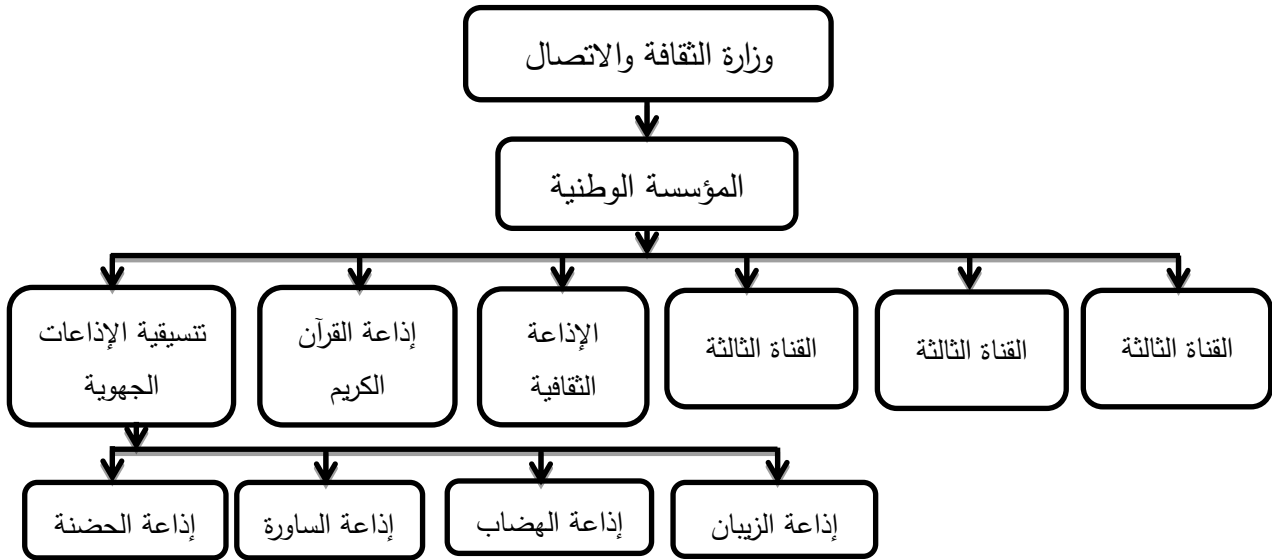 وزارة الثقافة والاتصال
المؤسسة الوطنية
القناة الثالثة
القناة الثالثة
القناة الثالثة
الإذاعة
الثقافية
إذاعة القرآن
الكريم
تتسيقية الإذاعات
الجهوية
إذاعة الزيبان
إذاعة الهضاب
إذاعة الساورة
إذاعة الحضنة